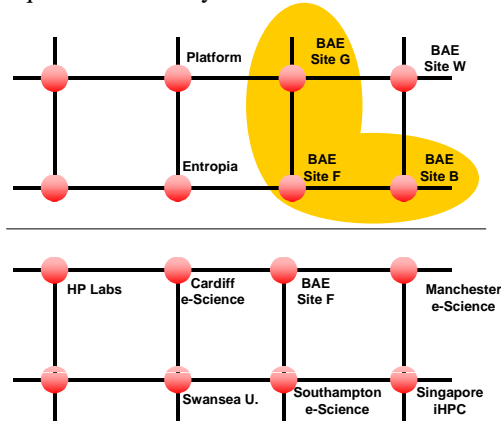 Platform
BAE
Site G
BAE
Site W
Entropia
BAE
Site F
BAE
Site B
HP Labs
Cardiff
e-Science
BAE
Site F
Manchester
e-Science
Swansea U.
Southampton
e-Science
Singapore
iHPC